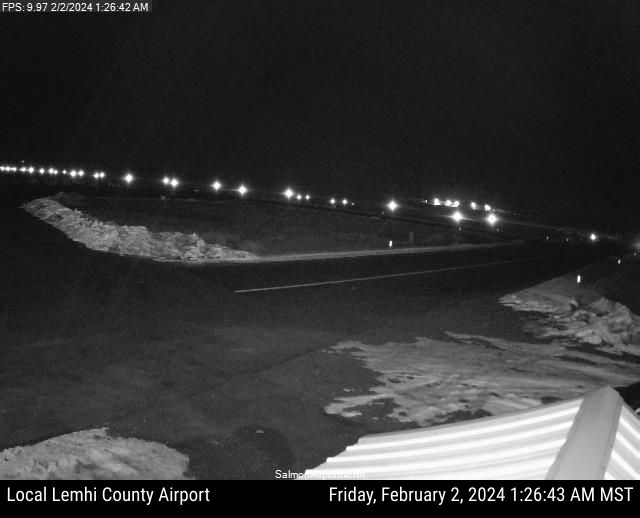 FPS: 9.97 2/2/2024 1:26:42 AM
Local Lemhi County Airport
Friday, February 2, 2024 1:26:43 AM MST